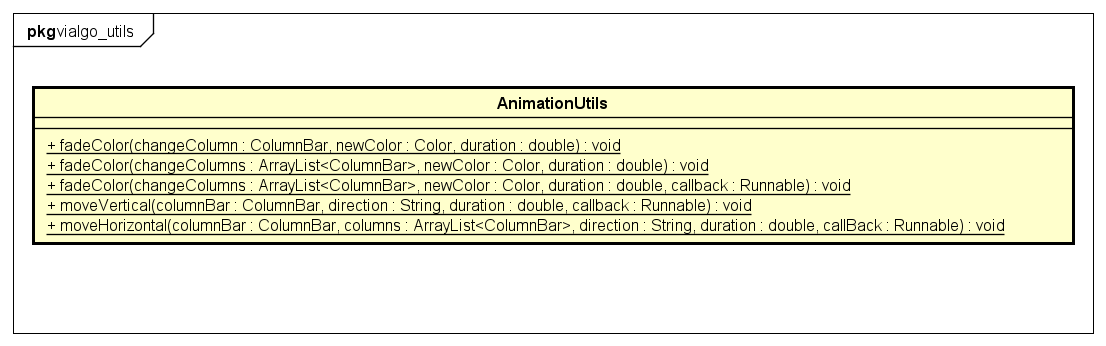 pkg vialgo_utils
AnimationUtils
+ fadeColor(changeColumn : ColumnBar, newColor : Color, duration : double) : void
+ fadeColor(changeColumns : ArrayList<ColumnBar>, newColor : Color, duration : double) : void
+ fadeColor(changeColumns : ArrayList<ColumnBar>, newColor : Color, duration : double, callback : Runnable) : void
+ moveVertical(columnBar : ColumnBar, direction : String, duration : double, callback : Runnable) : void
+ moveHorizontal(columnBar : ColumnBar, columns : ArrayList<ColumnBar>, direction : String, duration : double, callBack : Runnable) : void